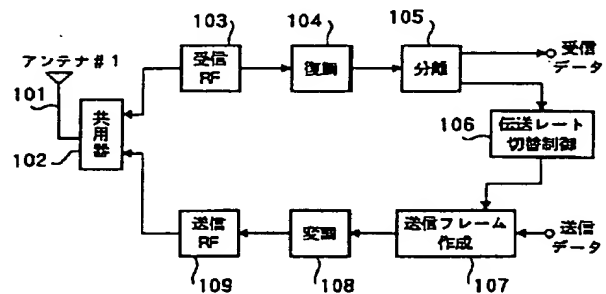 103
104
105
アンテナ#1
受信
RF
復調
分離
受信
データ
101
共
用
器
102
106
伝送レート
切替制御
送信
RF
変調
送信フレーム
作成
送信
データ
109
108
107